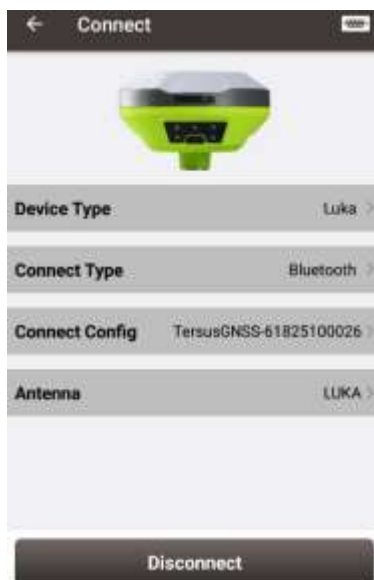 Connect
Device Type Luka
Connect Type Bluetooth
Connect Config TersusGNSS-61825100026
Antenna LUKA
Disconnect